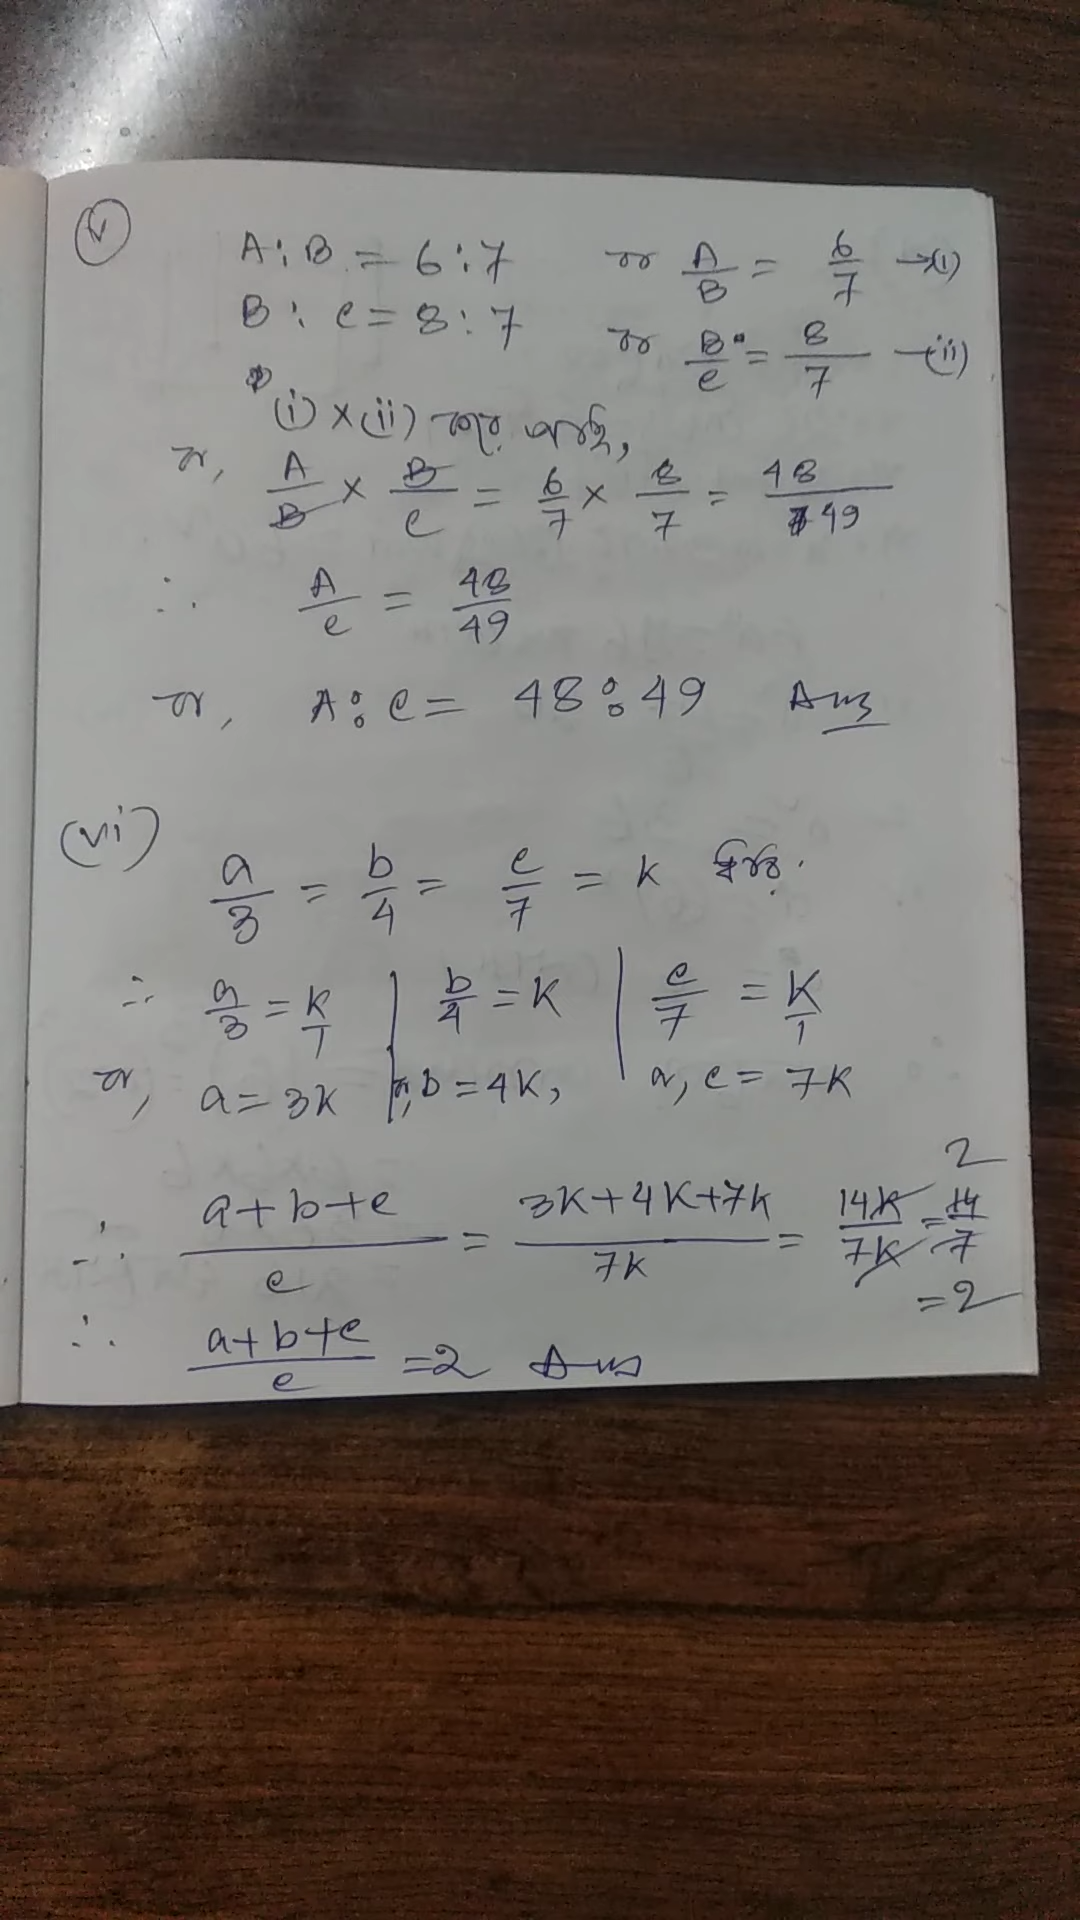 (v)
A : B = 6 : 7 বা A/B = 6/7 → (i)
B : C = 8 : 7 বা B/C = 8/7 — (ii)
(i) × (ii) করে পাই,
বা, A/B × B/C = 6/7 × 8/7 = 48/49
∴ A/C = 48/49
বা, A : C = 48 : 49 Ans
(vi)
a/3 = b/4 = c/7 = K ধরি.
∴ a/3 = K/1 | b/4 = K | c/7 = K/1
বা, a = 3K | বা, b = 4K, বা, c = 7K
∴ (a+b+c)/c = (3K+4K+7K)/7K = 14K/7K = 14/7 2
= 2
∴ (a+b+c)/c = 2 Ans